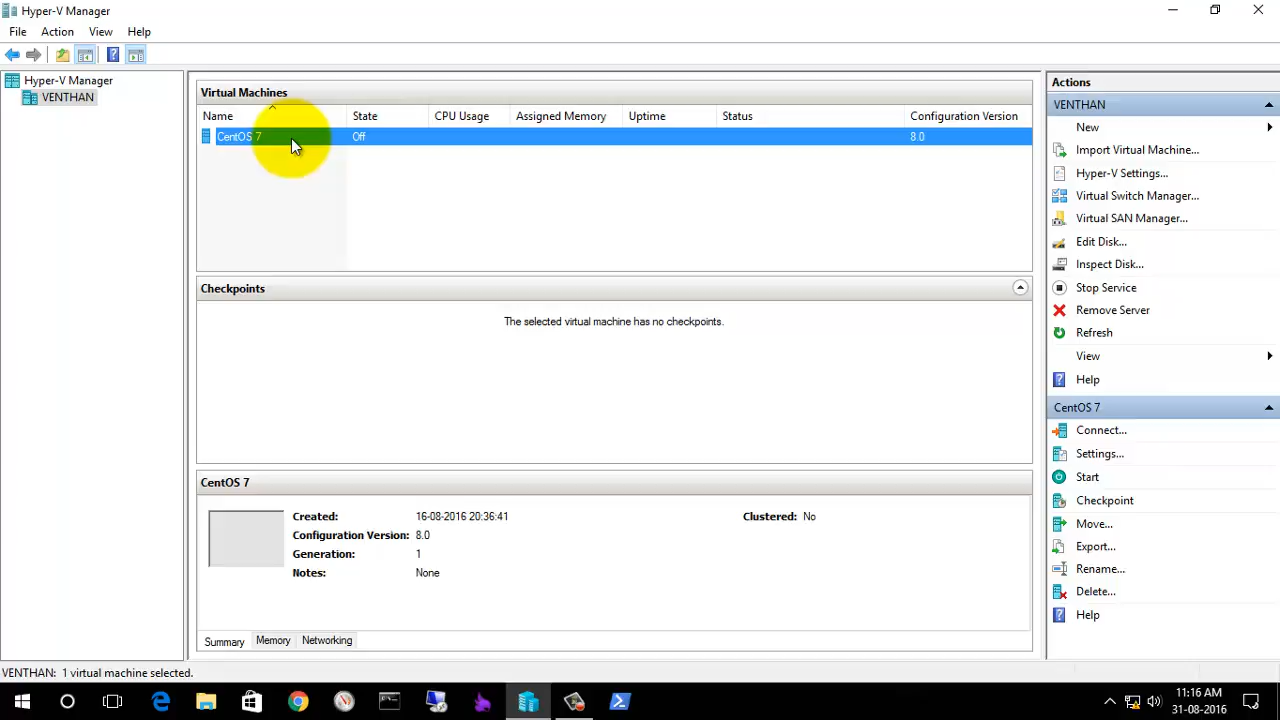 Hyper-V Manager
File Action View Help
Hyper-V Manager
VENTHAN
Virtual Machines
Name State CPU Usage Assigned Memory Uptime Status Configuration Version
CentOS 7 Off 8.0
Checkpoints
The selected virtual machine has no checkpoints.
CentOS 7
Created: 16-08-2016 20:36:41 Clustered: No
Configuration Version: 8.0
Generation: 1
Notes: None
Summary Memory Networking
Actions
VENTHAN
New
Import Virtual Machine...
Hyper-V Settings...
Virtual Switch Manager...
Virtual SAN Manager...
Edit Disk...
Inspect Disk...
Stop Service
Remove Server
Refresh
View
Help
CentOS 7
Connect...
Settings...
Start
Checkpoint
Move...
Export...
Rename...
Delete...
Help
VENTHAN: 1 virtual machine selected.
11:16 AM
31-08-2016